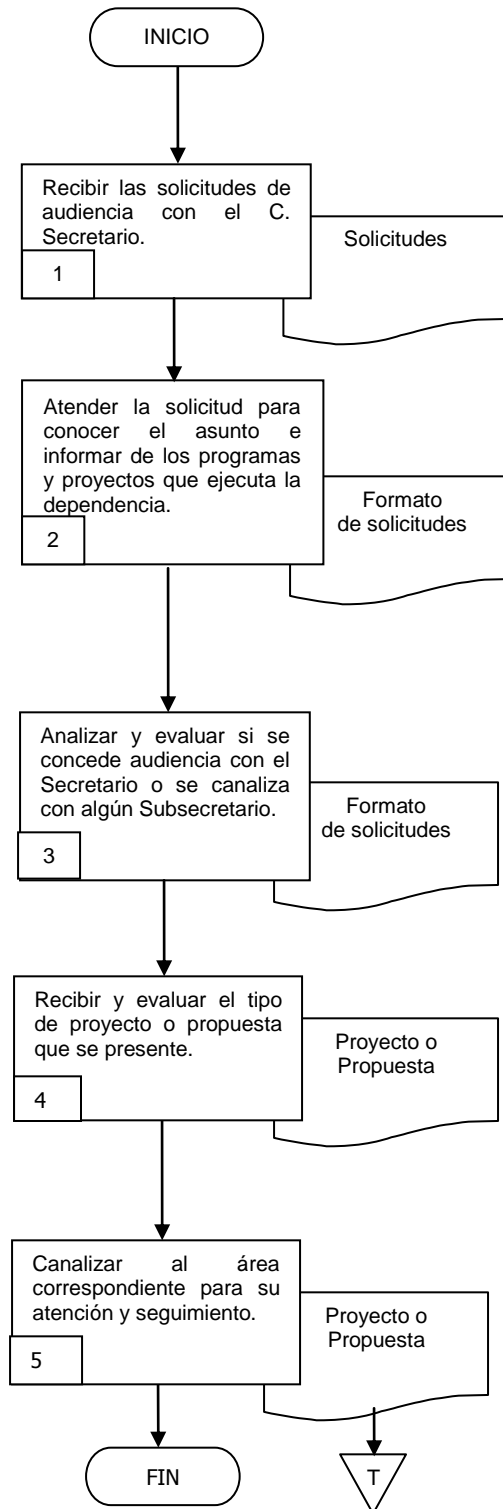 INICIO
Recibir las solicitudes de
audiencia con el C.
Secretario.
1
Solicitudes
Atender la solicitud para
conocer el asunto e
informar de los programas
y proyectos que ejecuta la
dependencia.
2
Formato
de solicitudes
Analizar y evaluar si se
concede audiencia con el
Secretario o se canaliza
con algún Subsecretario.
3
Formato
de solicitudes
Recibir y evaluar el tipo
de proyecto o propuesta
que se presente.
4
Proyecto o
Propuesta
Canalizar al área
correspondiente para su
atención y seguimiento.
5
Proyecto o
Propuesta
FIN
T